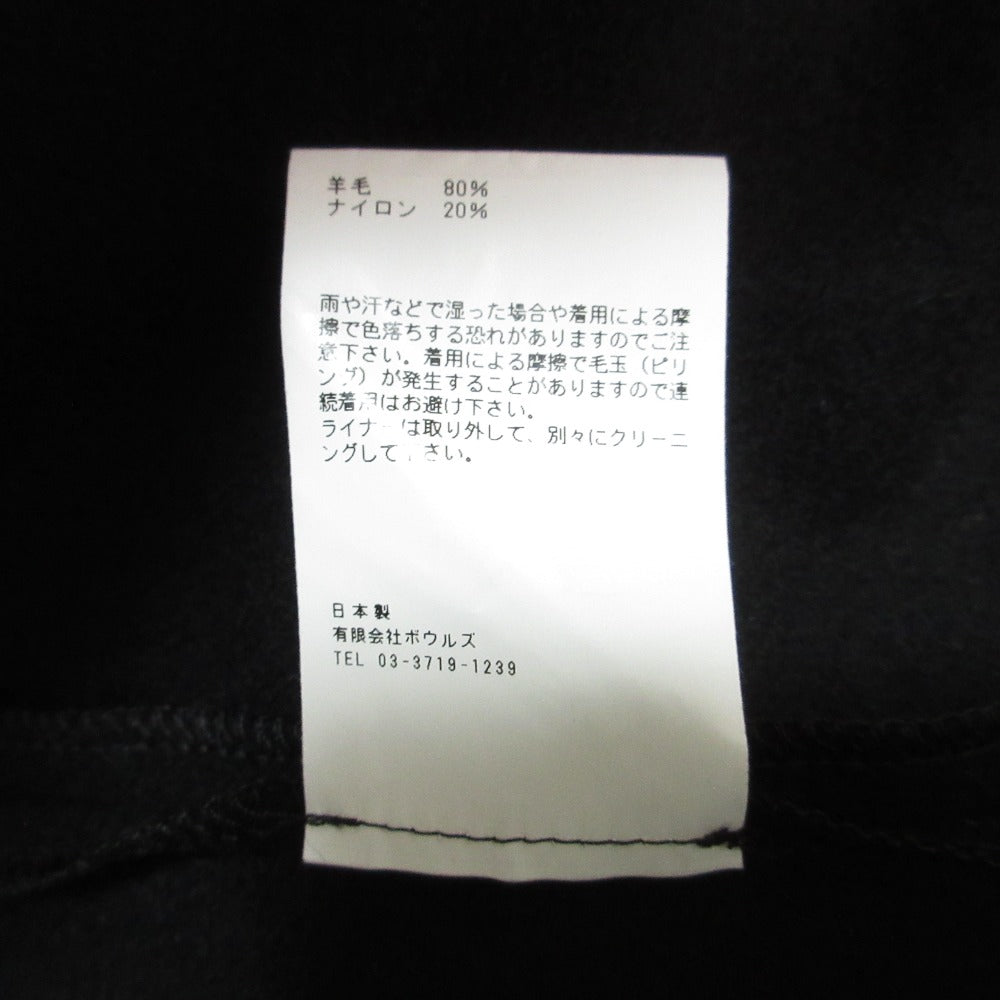 羊毛 80%
ナイロン 20%
雨や汗などで湿った場合や着用による摩
擦で色落ちする恐れがありますのでご注
意下さい。着用による摩擦で毛玉（ピリ
ング）が発生することがありますので連
続着用はお避け下さい。
ライナーは取り外して、別々にクリーニ
ングして下さい。
日本製
有限会社ボウルズ
TEL 03-3719-1239